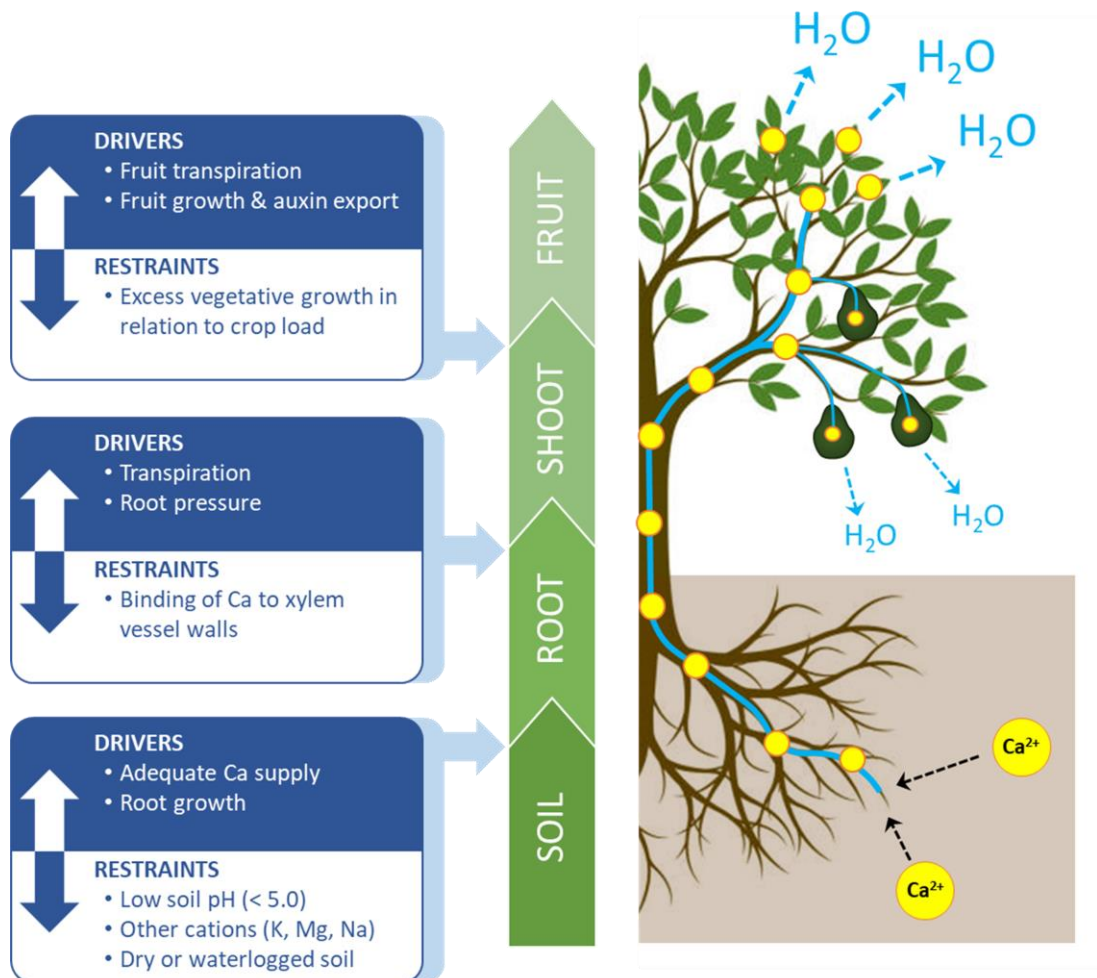 DRIVERS
• Fruit transpiration
• Fruit growth & auxin export
RESTRAINTS
• Excess vegetative growth in
relation to crop load
DRIVERS
• Transpiration
• Root pressure
RESTRAINTS
• Binding of Ca to xylem
vessel walls
DRIVERS
• Adequate Ca supply
• Root growth
RESTRAINTS
• Low soil pH (< 5.0)
• Other cations (K, Mg, Na)
• Dry or waterlogged soil
FRUIT
SHOOT
ROOT
SOIL
H₂O
H₂O
H₂O
H₂O
H₂O
Ca²⁺
Ca²⁺